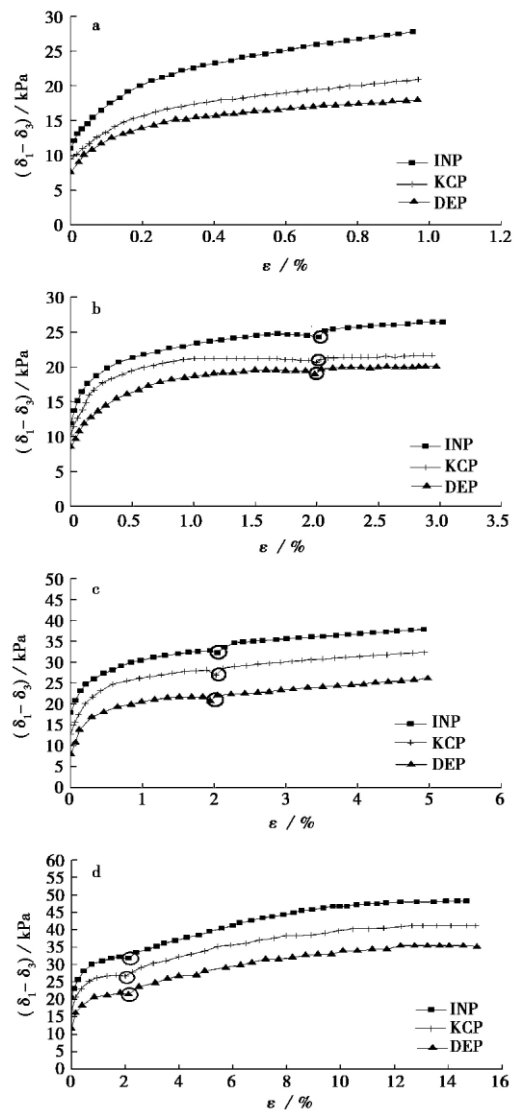 a
30
25
20
15
10
5
0
(δ₁−δ₃) / kPa
INP
KCP
DEP
0 0.2 0.4 0.6 0.8 1.0 1.2
ε / %
b
30
25
20
15
10
5
0
(δ₁−δ₃) / kPa
INP
KCP
DEP
0 0.5 1.0 1.5 2.0 2.5 3.0 3.5
ε / %
c
50
45
40
35
30
25
20
15
10
5
0
(δ₁−δ₃) / kPa
INP
KCP
DEP
0 1 2 3 4 5 6
ε / %
d
60
55
50
45
40
35
30
25
20
15
10
5
0
(δ₁−δ₃) / kPa
INP
KCP
DEP
0 2 4 6 8 10 12 14 16
ε / %